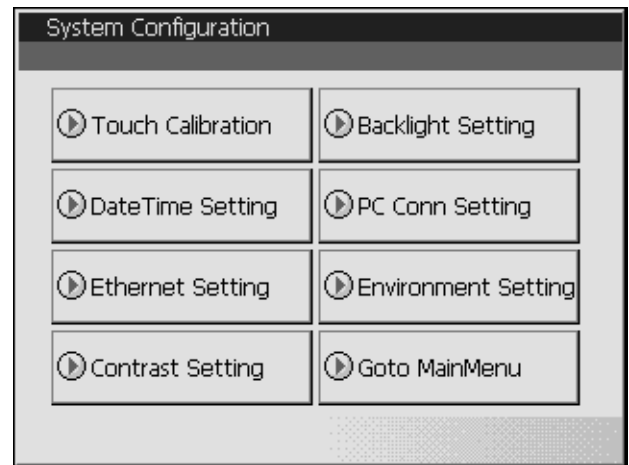 System Configuration
Touch Calibration
Backlight Setting
DateTime Setting
PC Conn Setting
Ethernet Setting
Environment Setting
Contrast Setting
Goto MainMenu